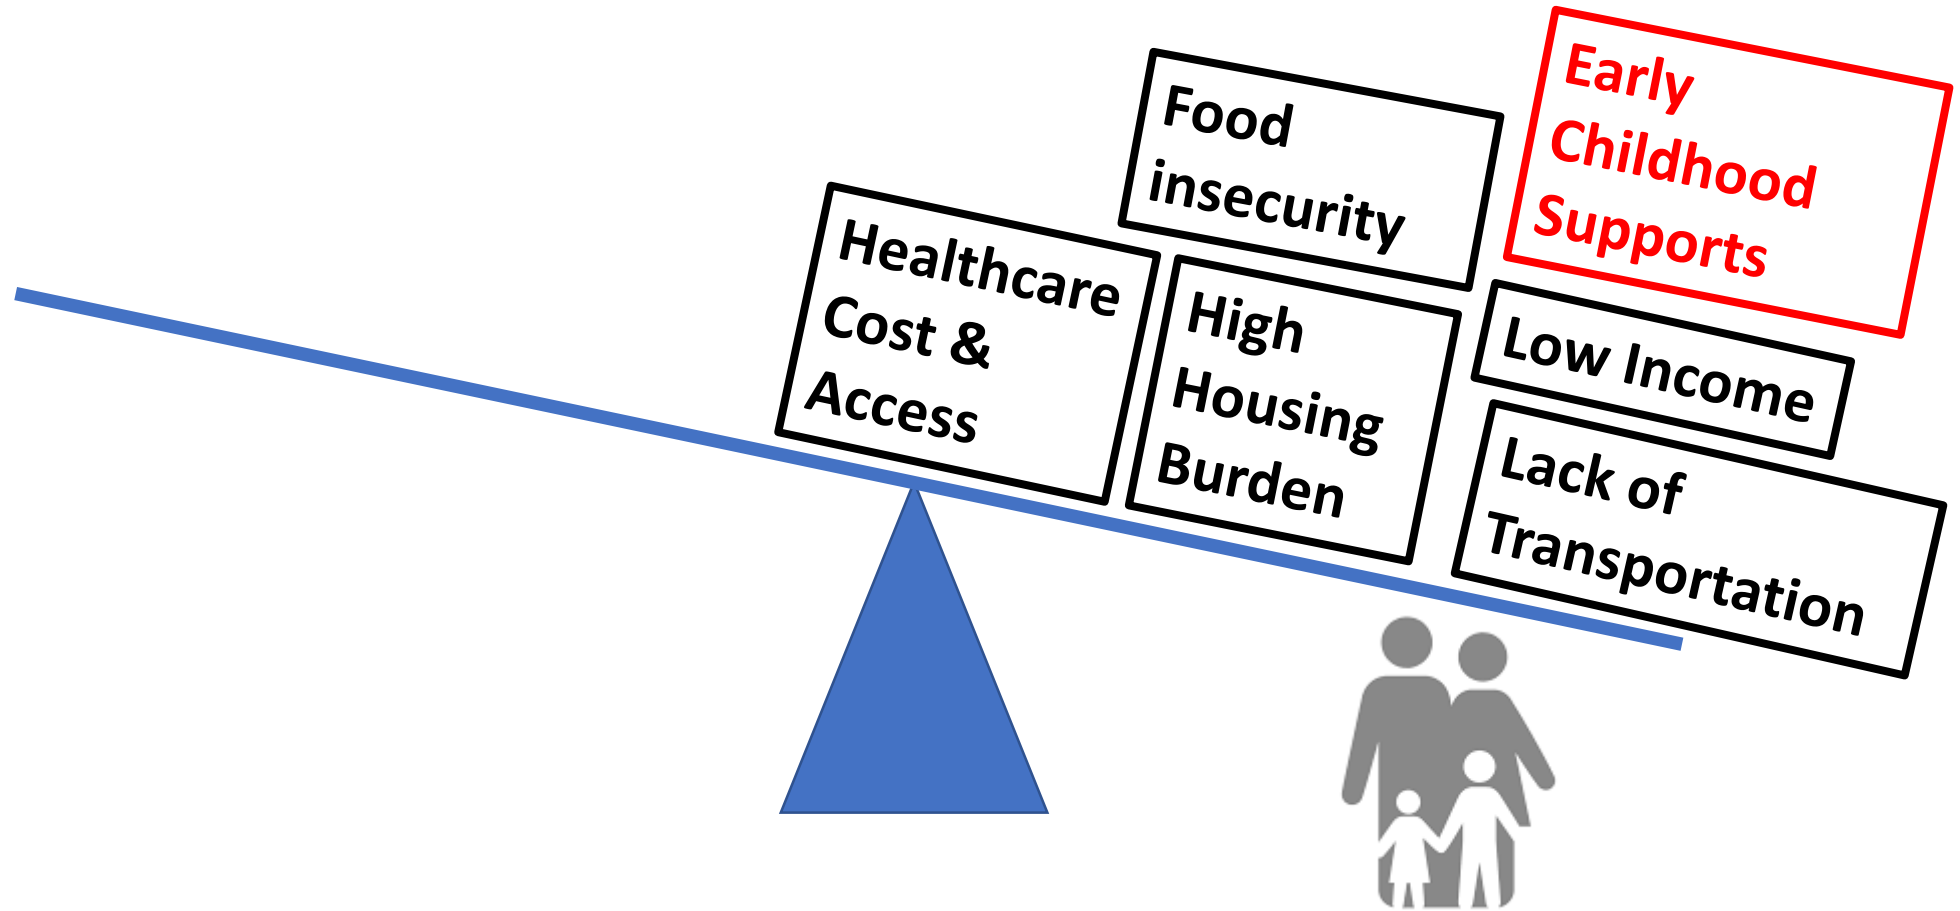 Early
Childhood
Supports
Food
insecurity
Healthcare
Cost &
Access
High
Housing
Burden
Low Income
Lack of
Transportation